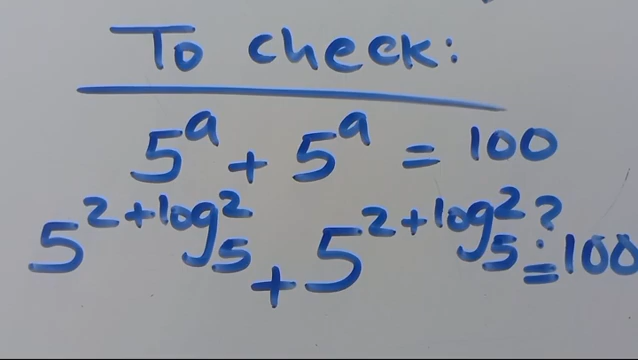 To check:
5^a + 5^a = 100
5^{2+log_5^2} + 5^{2+log_5^2} ≟ 100